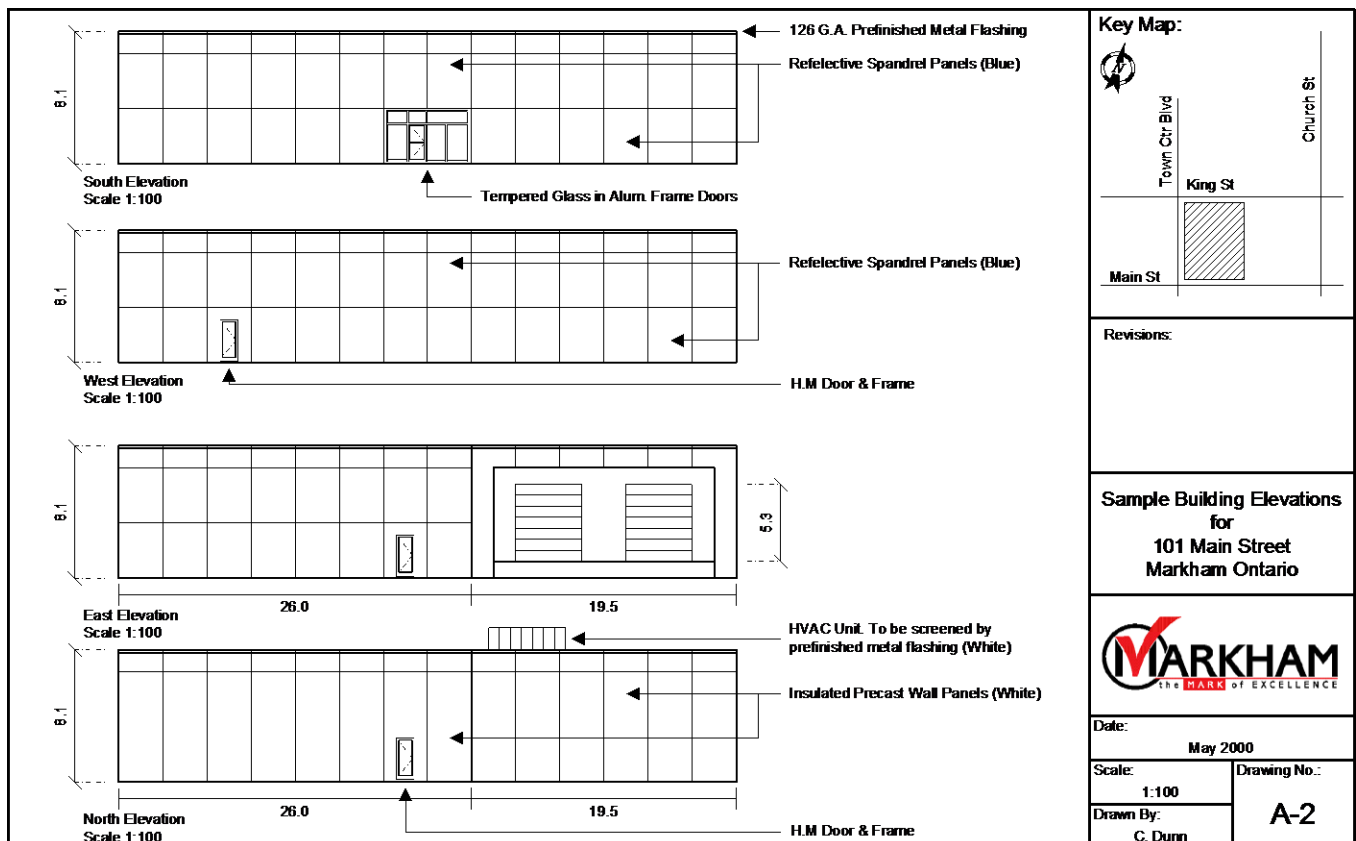 126 G.A. Prefinished Metal Flashing
Refelective Spandrel Panels (Blue)
8.1
South Elevation
Scale 1:100
Tempered Glass in Alum. Frame Doors
Refelective Spandrel Panels (Blue)
8.1
West Elevation
Scale 1:100
H.M Door & Frame
8.1
5.3
26.0
19.5
East Elevation
Scale 1:100
HVAC Unit. To be screened by
prefinished metal flashing (White)
Insulated Precast Wall Panels (White)
8.1
26.0
19.5
North Elevation
Scale 1:100
H.M Door & Frame
Key Map:
N
Town Ctr Blvd
Church St
King St
Main St
Revisions:
Sample Building Elevations
for
101 Main Street
Markham Ontario
MARKHAM
the MARK of EXCELLENCE
Date:
May 2000
Scale:
1:100
Drawing No.:
A-2
Drawn By:
C. Dunn